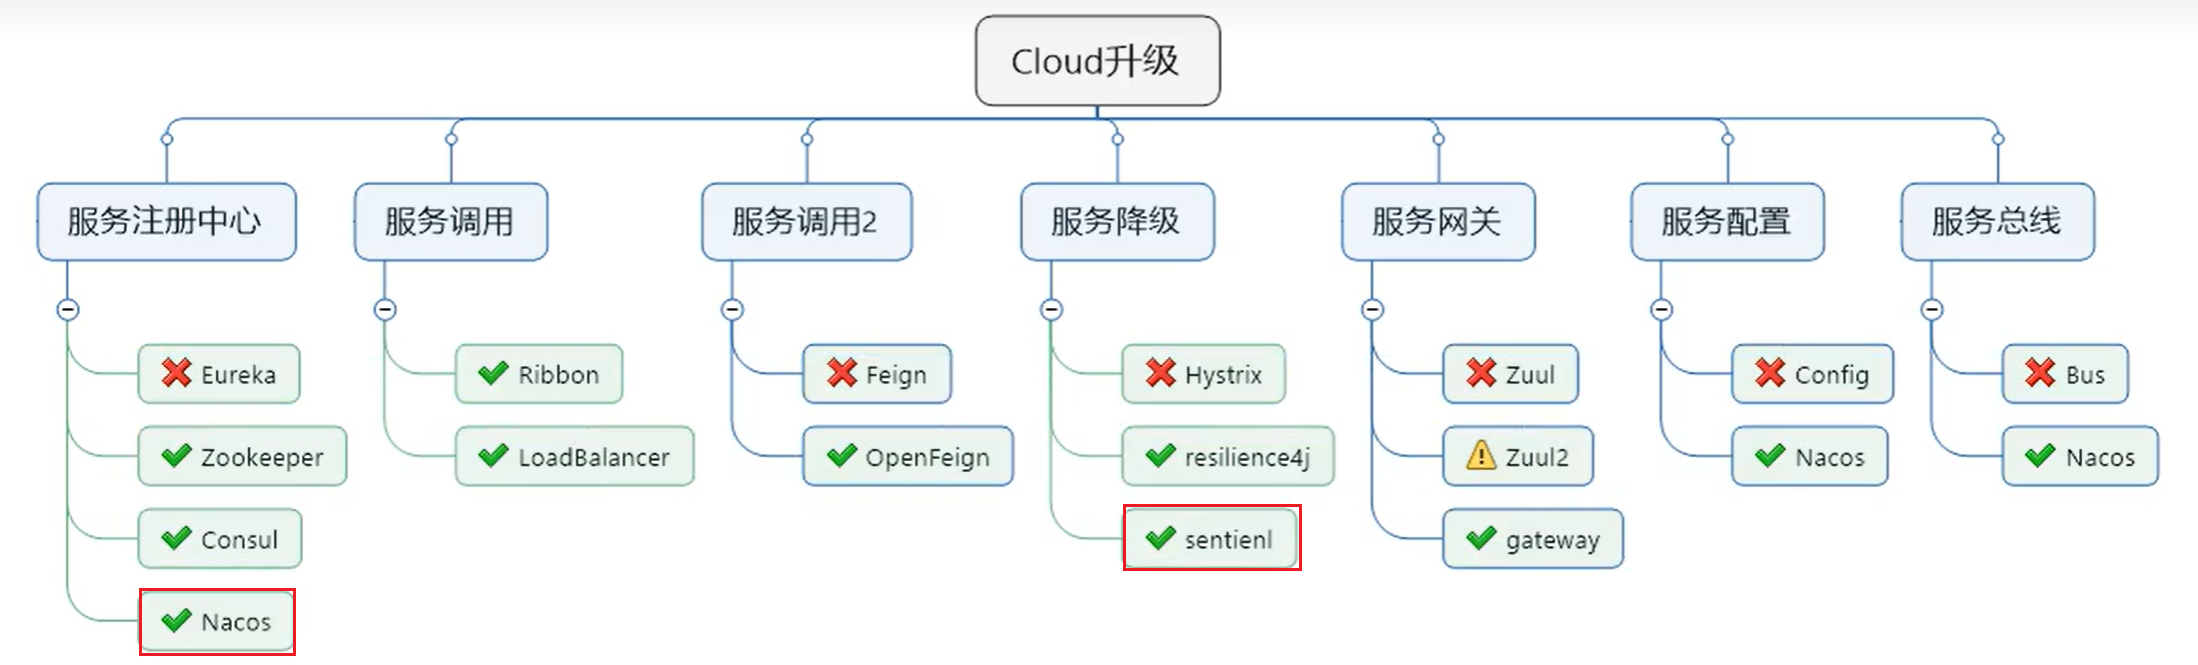 Cloud升级
服务注册中心
服务调用
服务调用2
服务降级
服务网关
服务配置
服务总线
Eureka
Zookeeper
Consul
Nacos
Ribbon
LoadBalancer
Feign
OpenFeign
Hystrix
resilience4j
sentienl
Zuul
Zuul2
gateway
Config
Nacos
Bus
Nacos